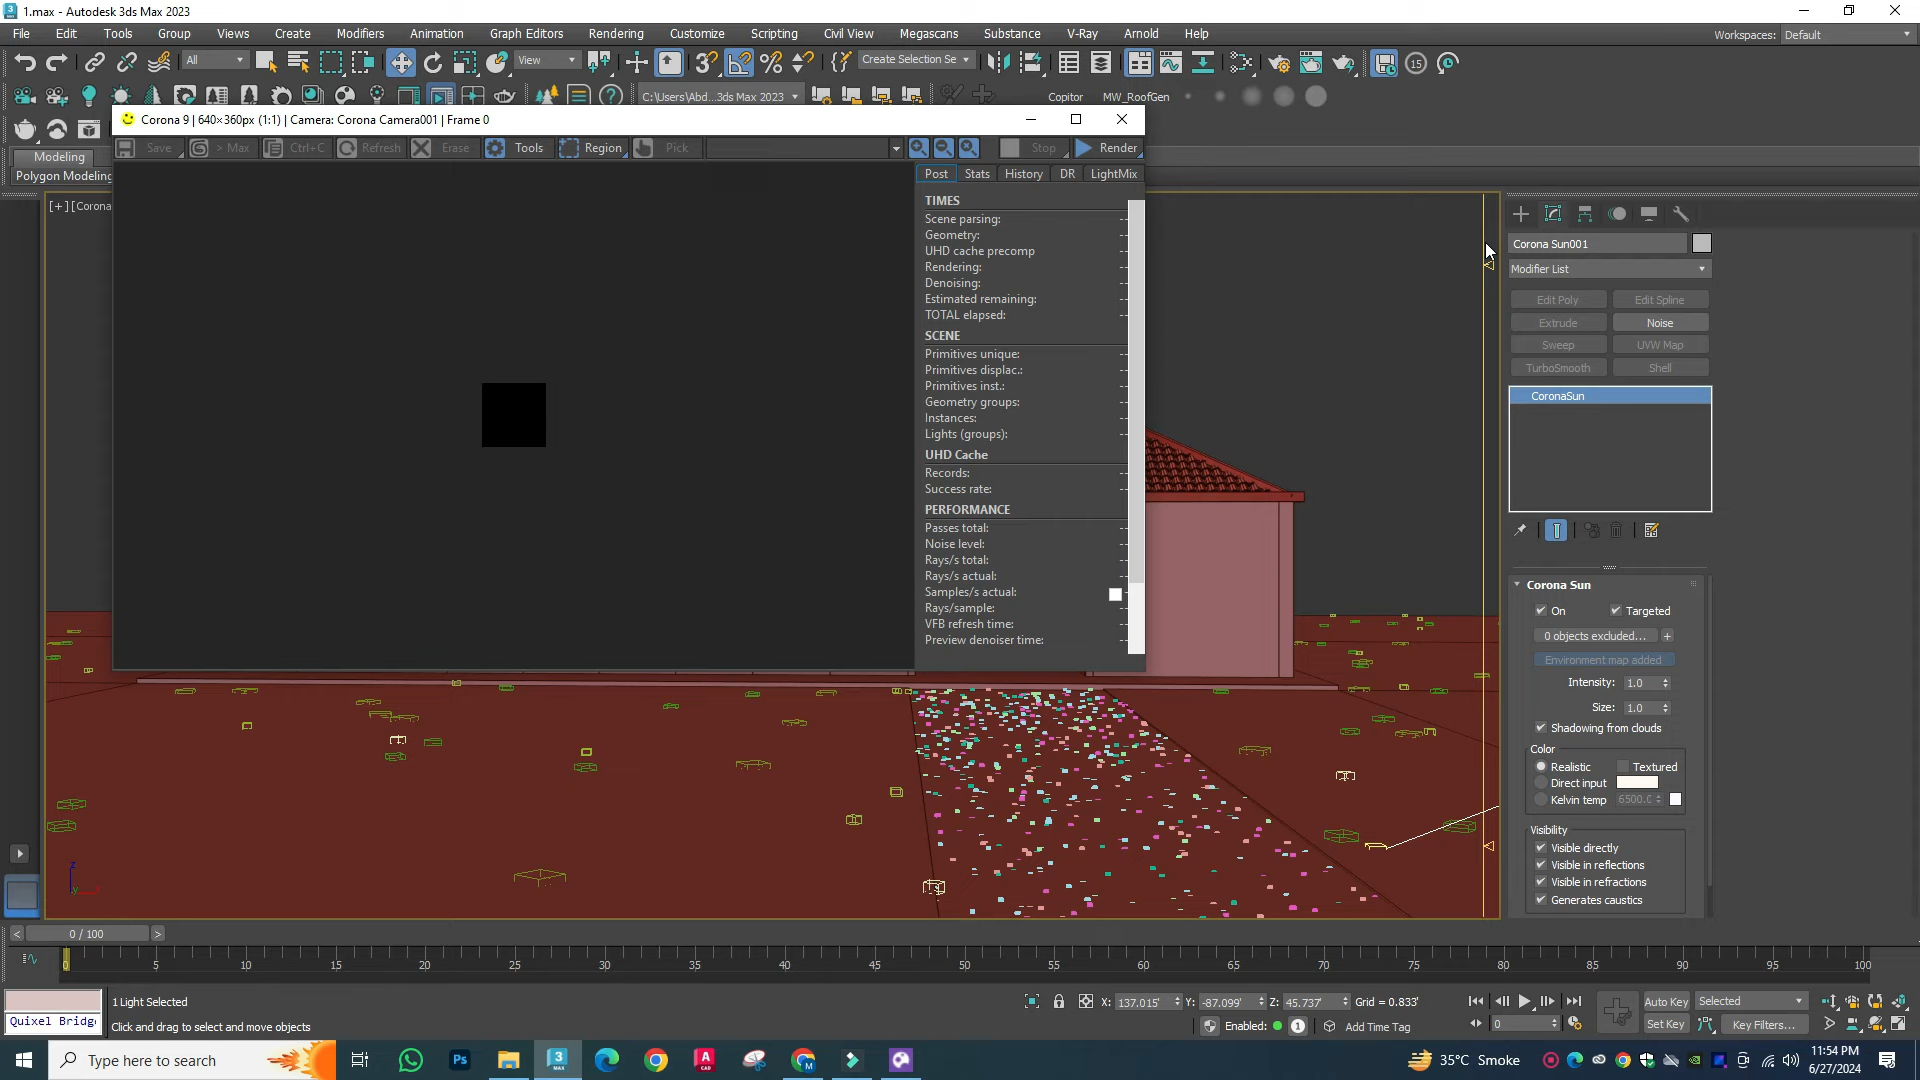 1.max - Autodesk 3ds Max 2023
File Edit Tools Group Views Create Modifiers Animation Graph Editors Rendering Customize Scripting Civil View Megascans Substance V-Ray Arnold Help
Workspaces: Default
All View Create Selection Se 15
C:\Users\Abd...3ds Max 2023 Copitor MW_RoofGen
Corona 9 | 640×360px (1:1) | Camera: Corona Camera001 | Frame 0
Save > Max Ctrl+C Refresh Erase Tools Region Pick Stop Render
Modeling
Polygon Modeling
Post Stats History DR LightMix
[+] [Corona
TIMES
Scene parsing: --
Geometry: --
UHD cache precomp
Rendering: --
Denoising: --
Estimated remaining: --
TOTAL elapsed: --
SCENE
Primitives unique: --
Primitives displac.: --
Primitives inst.: --
Geometry groups: --
Instances: --
Lights (groups): --
UHD Cache
Records: --
Success rate: --
PERFORMANCE
Passes total: --
Noise level: --
Rays/s total: --
Rays/s actual: --
Samples/s actual:
Rays/sample: --
VFB refresh time: --
Preview denoiser time: --
Corona Sun001
Modifier List
Edit Poly Edit Spline
Extrude Noise
Sweep UVW Map
TurboSmooth Shell
CoronaSun
Corona Sun
On Targeted
0 objects excluded... +
Environment map added
Intensity: 1.0
Size: 1.0
Shadowing from clouds
Color
Realistic Textured
Direct input
Kelvin temp 6500.0
Visibility
Visible directly
Visible in reflections
Visible in refractions
Generates caustics
z
x
y
< 0 / 100 >
0 5 10 15 20 25 30 35 40 45 50 55 60 65 70 75 80 85 90 95 100
1 Light Selected
X: 137.015' Y: -87.099' Z: 45.737' Grid = 0.833'
Auto Key Selected
Quixel Bridg
Click and drag to select and move objects
Enabled: 1 Add Time Tag
0
Set Key Key Filters...
Type here to search
35°C Smoke
11:54 PM
6/27/2024